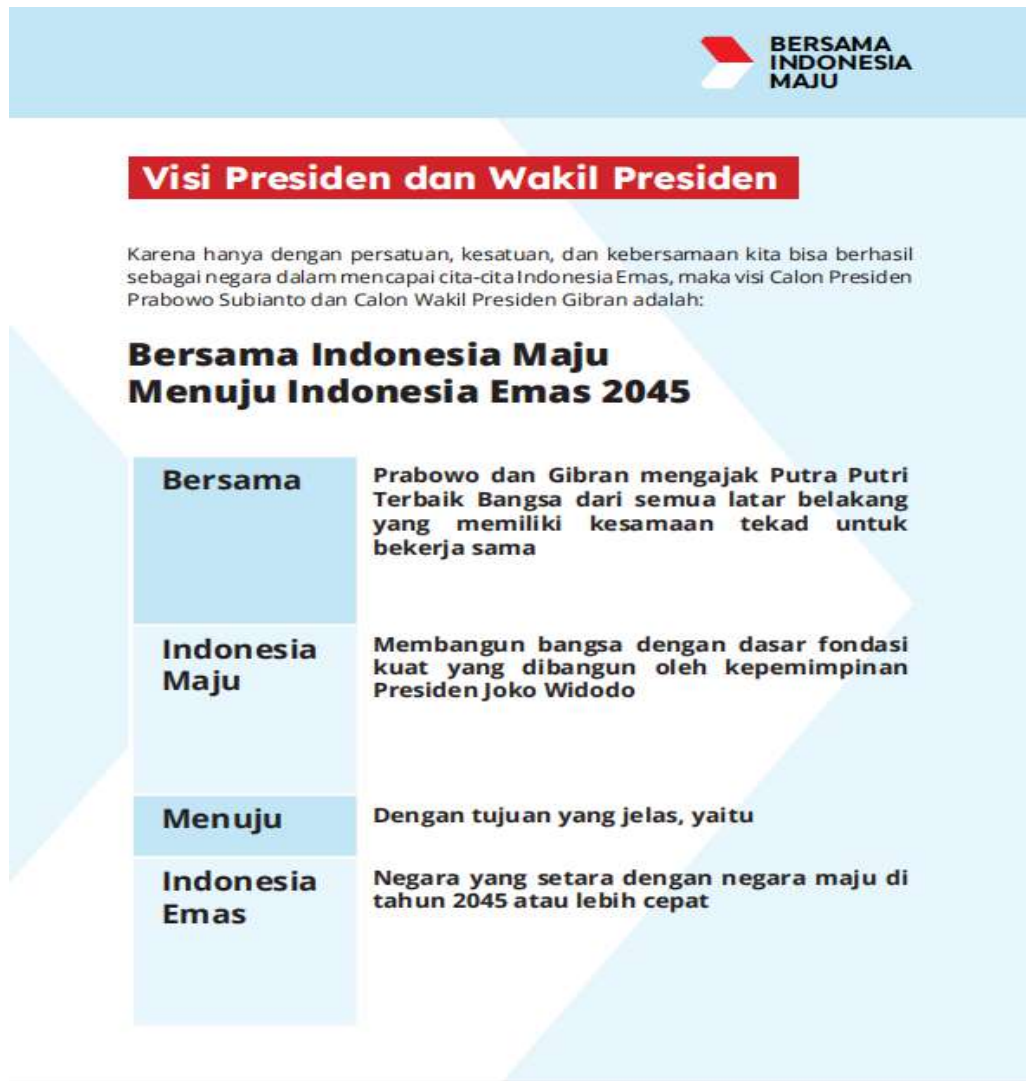 BERSAMA
INDONESIA
MAJU
Visi Presiden dan Wakil Presiden
Karena hanya dengan persatuan, kesatuan, dan kebersamaan kita bisa berhasil
sebagai negara dalam mencapai cita-cita Indonesia Emas, maka visi Calon Presiden
Prabowo Subianto dan Calon Wakil Presiden Gibran adalah:
Bersama Indonesia Maju
Menuju Indonesia Emas 2045
Bersama
Prabowo dan Gibran mengajak Putra Putri
Terbaik Bangsa dari semua latar belakang
yang memiliki kesamaan tekad untuk
bekerja sama
Indonesia
Maju
Membangun bangsa dengan dasar fondasi
kuat yang dibangun oleh kepemimpinan
Presiden Joko Widodo
Menuju
Dengan tujuan yang jelas, yaitu
Indonesia
Emas
Negara yang setara dengan negara maju di
tahun 2045 atau lebih cepat